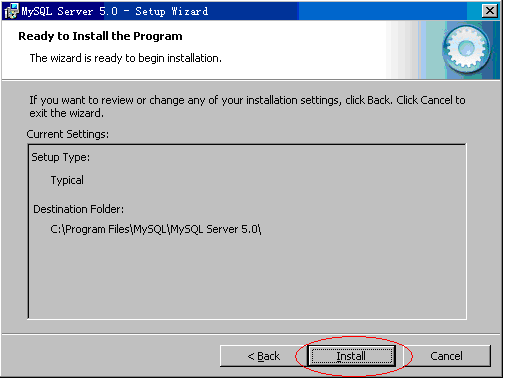 MySQL Server 5.0 - Setup Wizard
Ready to Install the Program
The wizard is ready to begin installation.
If you want to review or change any of your installation settings, click Back. Click Cancel to
exit the wizard.
Current Settings:
Setup Type:
Typical
Destination Folder:
C:\Program Files\MySQL\MySQL Server 5.0\
< Back Install Cancel